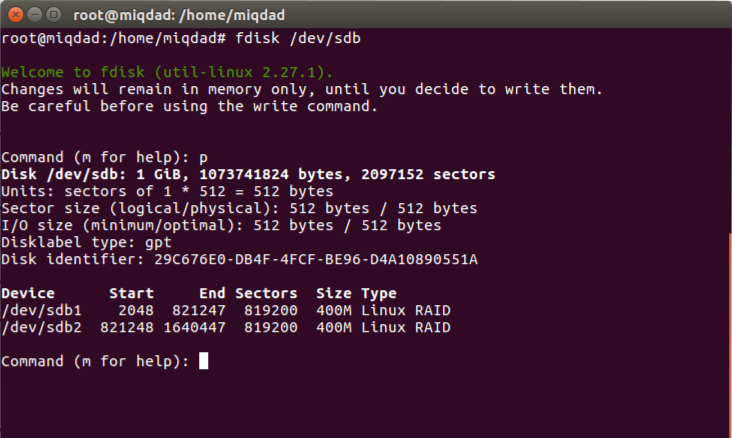 root@miqdad: /home/miqdad
root@miqdad:/home/miqdad# fdisk /dev/sdb
Welcome to fdisk (util-linux 2.27.1).
Changes will remain in memory only, until you decide to write them.
Be careful before using the write command.
Command (m for help): p
Disk /dev/sdb: 1 GiB, 1073741824 bytes, 2097152 sectors
Units: sectors of 1 * 512 = 512 bytes
Sector size (logical/physical): 512 bytes / 512 bytes
I/O size (minimum/optimal): 512 bytes / 512 bytes
Disklabel type: gpt
Disk identifier: 29C676E0-DB4F-4FCF-BE96-D4A10890551A
Device      Start     End Sectors  Size Type
/dev/sdb1    2048  821247  819200  400M Linux RAID
/dev/sdb2  821248 1640447  819200  400M Linux RAID
Command (m for help):